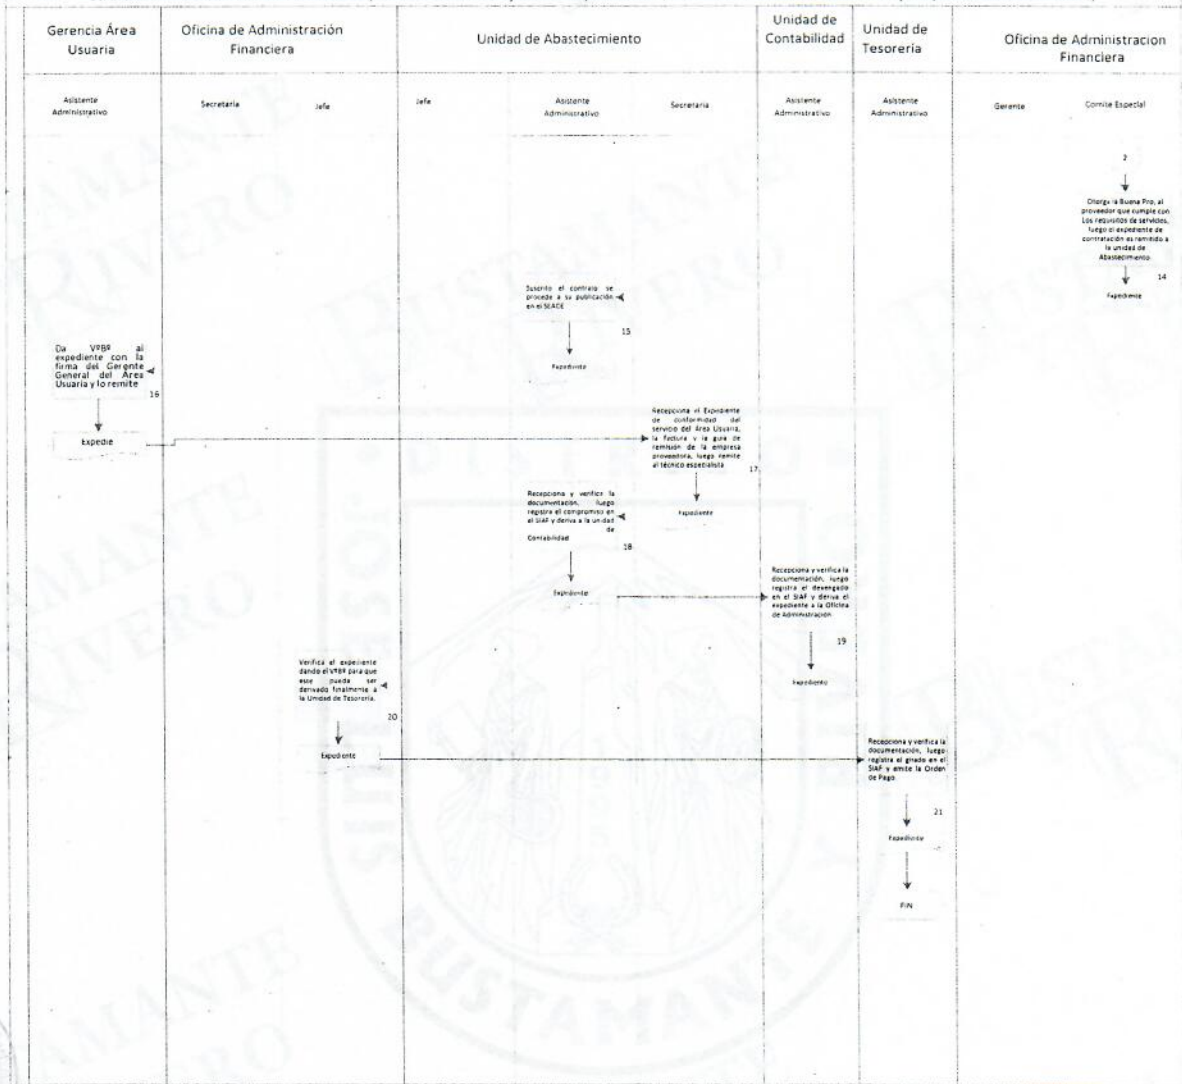 Gerencia Área
Usuaria
Oficina de Administración
Financiera
Unidad de Abastecimiento
Unidad de
Contabilidad
Unidad de
Tesorería
Oficina de Administracion
Financiera
Asistente
Administrativo
Secretaria
Jefe
Jefe
Asistente
Administrativo
Secretaria
Asistente
Administrativo
Asistente
Administrativo
Gerente
Comite Especial
2
Otorga la Buena Pro, al
proveedor que cumple con
Los requisitos de servicios,
luego el expediente de
contratación es remitido a
la unidad de
Abastecimiento
14
Expediente
Suscrito el contrato se
procede a su publicación
en el SEACE
15
Expediente
Da VºBº al
expediente con la
firma del Gerente
General del Area
Usuaria y lo remite
16
Expedie
Recepciona el Expediente
de conformidad del
servicio del Área Usuaria,
la factura y la guía de
remisión de la empresa
proveedora, luego remite
al técnico especialista
17
Expediente
Recepciona y verifica la
documentación, luego
registra el compromiso en
el SIAF y deriva a la unidad
de
Contabilidad
18
Expediente
Recepciona y verifica la
documentación, luego
registra el devengado
en el SIAF y deriva el
expediente a la Oficina
de Administración
19
Expediente
Verifica el expediente
dando el VºBº para que
este pueda ser
derivado finalmente a
la Unidad de Tesorería.
20
Expediente
Recepciona y verifica la
documentación, luego
registra el girado en el
SIAF y emite la Orden
de Pago.
21
Expediente
FIN
BUSTAMANTE
Y RIVERO
DISTRITO
BUSTAMANTE Y RIVERO